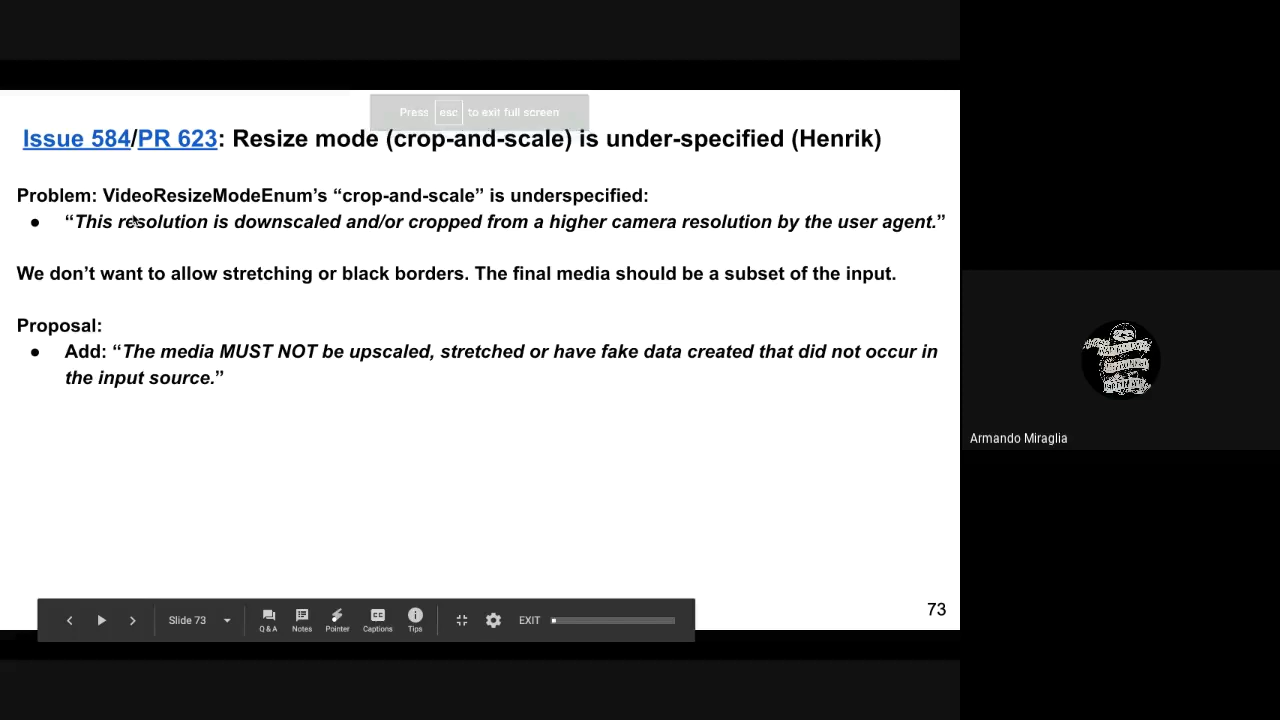 Press esc to exit full screen
Issue 584/PR 623: Resize mode (crop-and-scale) is under-specified (Henrik)
Problem: VideoResizeModeEnum’s “crop-and-scale” is underspecified:
● “This resolution is downscaled and/or cropped from a higher camera resolution by the user agent.”
We don’t want to allow stretching or black borders. The final media should be a subset of the input.
Proposal:
● Add: “The media MUST NOT be upscaled, stretched or have fake data created that did not occur in
the input source.”
Armando Miraglia
73
Slide 73
Q & A
Notes
Pointer
CC
Captions
Tips
EXIT